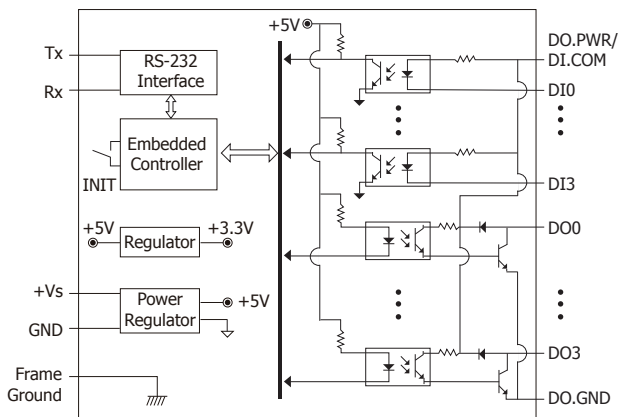 +5V
Tx
Rx
RS-232
Interface
Embedded
Controller
INIT
+5V
Regulator
+3.3V
+Vs
GND
Power
Regulator
+5V
Frame
Ground
DO.PWR/
DI.COM
DI0
DI3
DO0
DO3
DO.GND